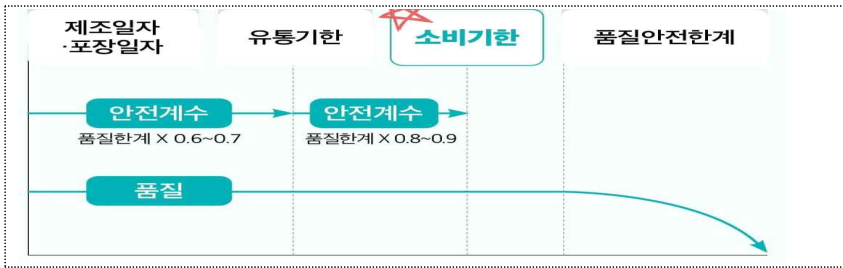 제조일자
·포장일자
유통기한
소비기한
품질안전한계
안전계수
안전계수
품질한계 X 0.6~0.7
품질한계 X 0.8~0.9
품질